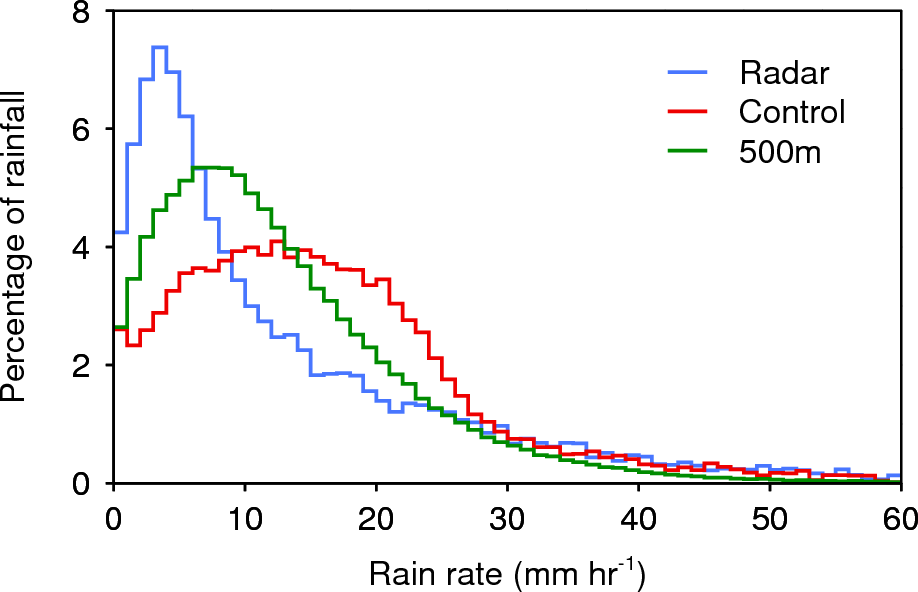 8
6
4
2
0
Percentage of rainfall
Radar
Control
500m
0 10 20 30 40 50 60
Rain rate (mm hr⁻¹)